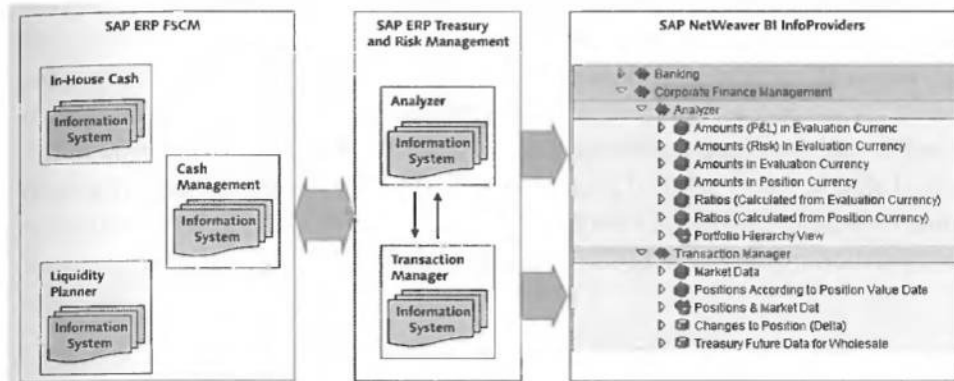 SAP ERP FSCM
In-House Cash
Information
System
Cash
Management
Information
System
Liquidity
Planner
Information
System
SAP ERP Treasury
and Risk Management
Analyzer
Information
System
Transaction
Manager
Information
System
SAP NetWeaver BI InfoProviders
Banking
Corporate Finance Management
Analyzer
Amounts (P&L) in Evaluation Currenc
Amounts (Risk) in Evaluation Currency
Amounts in Evaluation Currency
Amounts in Position Currency
Ratios (Calculated from Evaluation Currency)
Ratios (Calculated from Position Currency)
Portfolio Hierarchy View
Transaction Manager
Market Data
Positions According to Position Value Date
Positions & Market Dat
Changes to Position (Delta)
Treasury Future Data for Wholesale